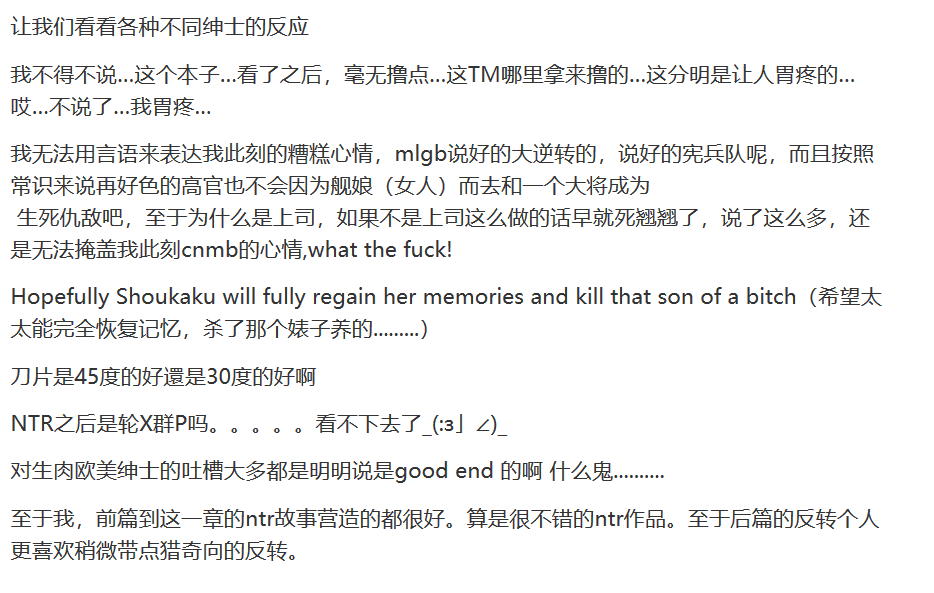 让我们看看各种不同绅士的反应
我不得不说...这个本子...看了之后，毫无撸点...这TM哪里拿来撸的...这分明是让人胃疼的...
哎...不说了...我胃疼...
我无法用言语来表达我此刻的糟糕心情，mlgb说好的大逆转的，说好的宪兵队呢，而且按照
常识来说再好色的高官也不会因为舰娘（女人）而去和一个大将成为
生死仇敌吧，至于为什么是上司，如果不是上司这么做的话早就死翘翘了，说了这么多，还
是无法掩盖我此刻cnmb的心情,what the fuck!
Hopefully Shoukaku will fully regain her memories and kill that son of a bitch（希望太
太能完全恢复记忆，杀了那个婊子养的.........）
刀片是45度的好還是30度的好啊
NTR之后是轮X群P吗。。。。。看不下去了_(:з」∠)_
对生肉欧美绅士的吐槽大多都是明明说是good end 的啊 什么鬼..........
至于我，前篇到这一章的ntr故事营造的都很好。算是很不错的ntr作品。至于后篇的反转个人
更喜欢稍微带点猎奇向的反转。